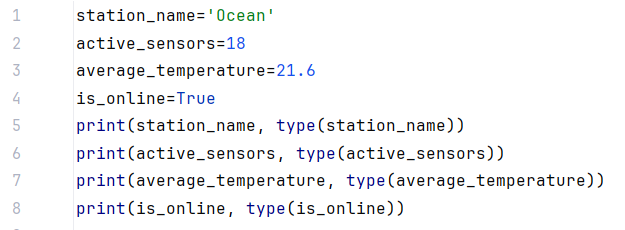 1 station_name='Ocean'
2 active_sensors=18
3 average_temperature=21.6
4 is_online=True
5 print(station_name, type(station_name))
6 print(active_sensors, type(active_sensors))
7 print(average_temperature, type(average_temperature))
8 print(is_online, type(is_online))